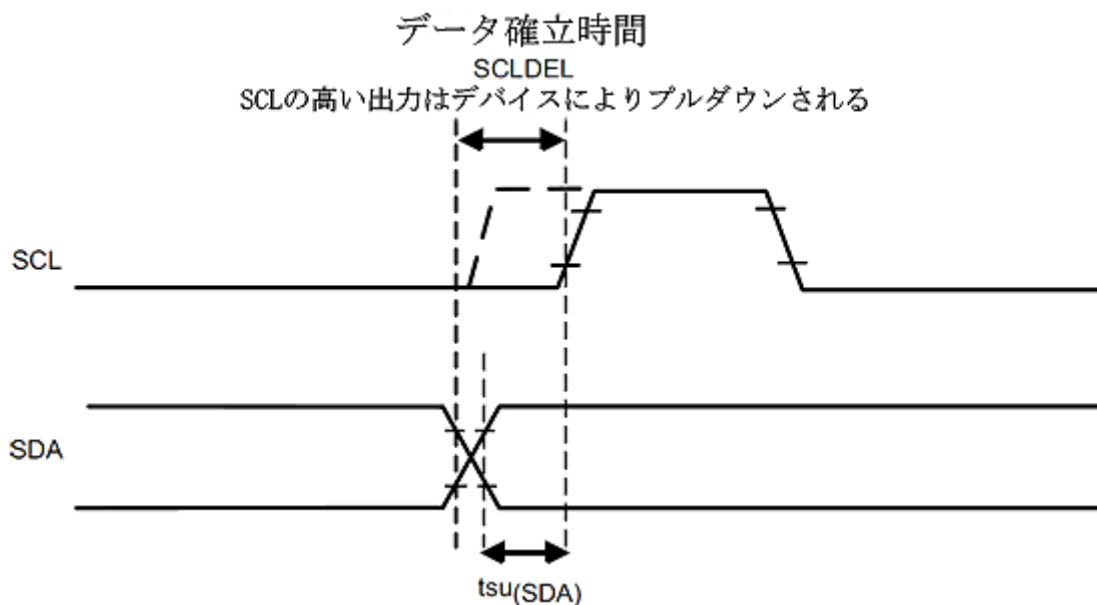 データ確立時間
SCLDEL
SCLの高い出力はデバイスによりプルダウンされる
SCL
SDA
tsu(SDA)